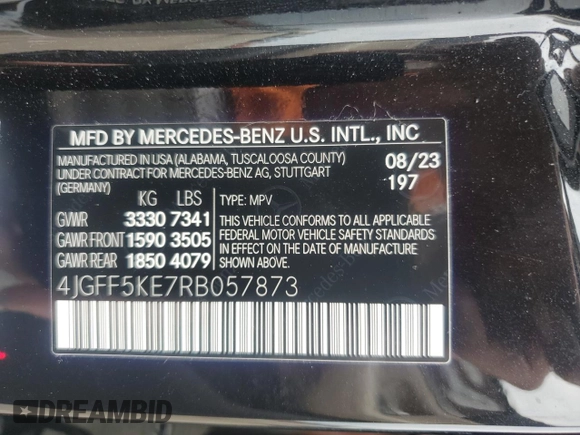 MFD BY MERCEDES-BENZ U.S. INTL., INC
MANUFACTURED IN USA (ALABAMA, TUSCALOOSA COUNTY)
UNDER CONTRACT FOR MERCEDES-BENZ AG, STUTTGART
(GERMANY)
08/23
197
KG LBS
GVWR 3330 7341
GAWR FRONT 1590 3505
GAWR REAR 1850 4079
TYPE: MPV
THIS VEHICLE CONFORMS TO ALL APPLICABLE
FEDERAL MOTOR VEHICLE SAFETY STANDARDS
IN EFFECT ON THE DATE OF MANUFACTURE
SHOWN ABOVE.
4JGFF5KE7RB057873
DREAMBID